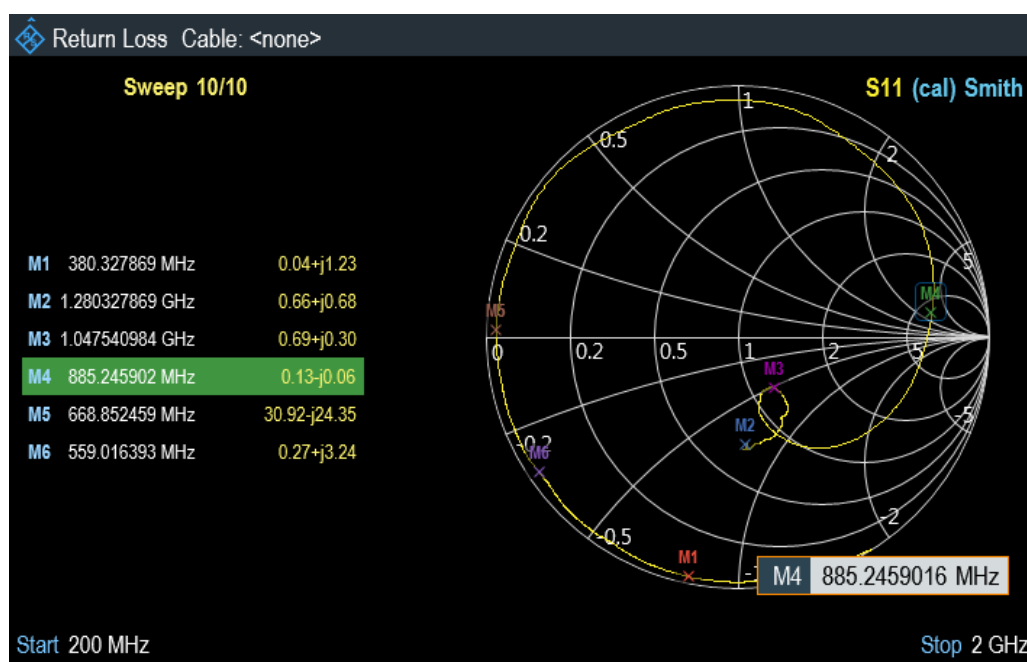 Return Loss Cable: <none>
Sweep 10/10
S11 (cal) Smith
M1 380.327869 MHz 0.04+j1.23
M2 1.280327869 GHz 0.66+j0.68
M3 1.047540984 GHz 0.69+j0.30
M4 885.245902 MHz 0.13-j0.06
M5 668.852459 MHz 30.92-j24.35
M6 559.016393 MHz 0.27+j3.24
1
0.5
2
0.2
5
M4
M5
0
0.2
0.5
1
2
5
M3
M2
-5
-0.2
M6
-2
-0.5
M1
M4 885.2459016 MHz
Start 200 MHz
Stop 2 GHz